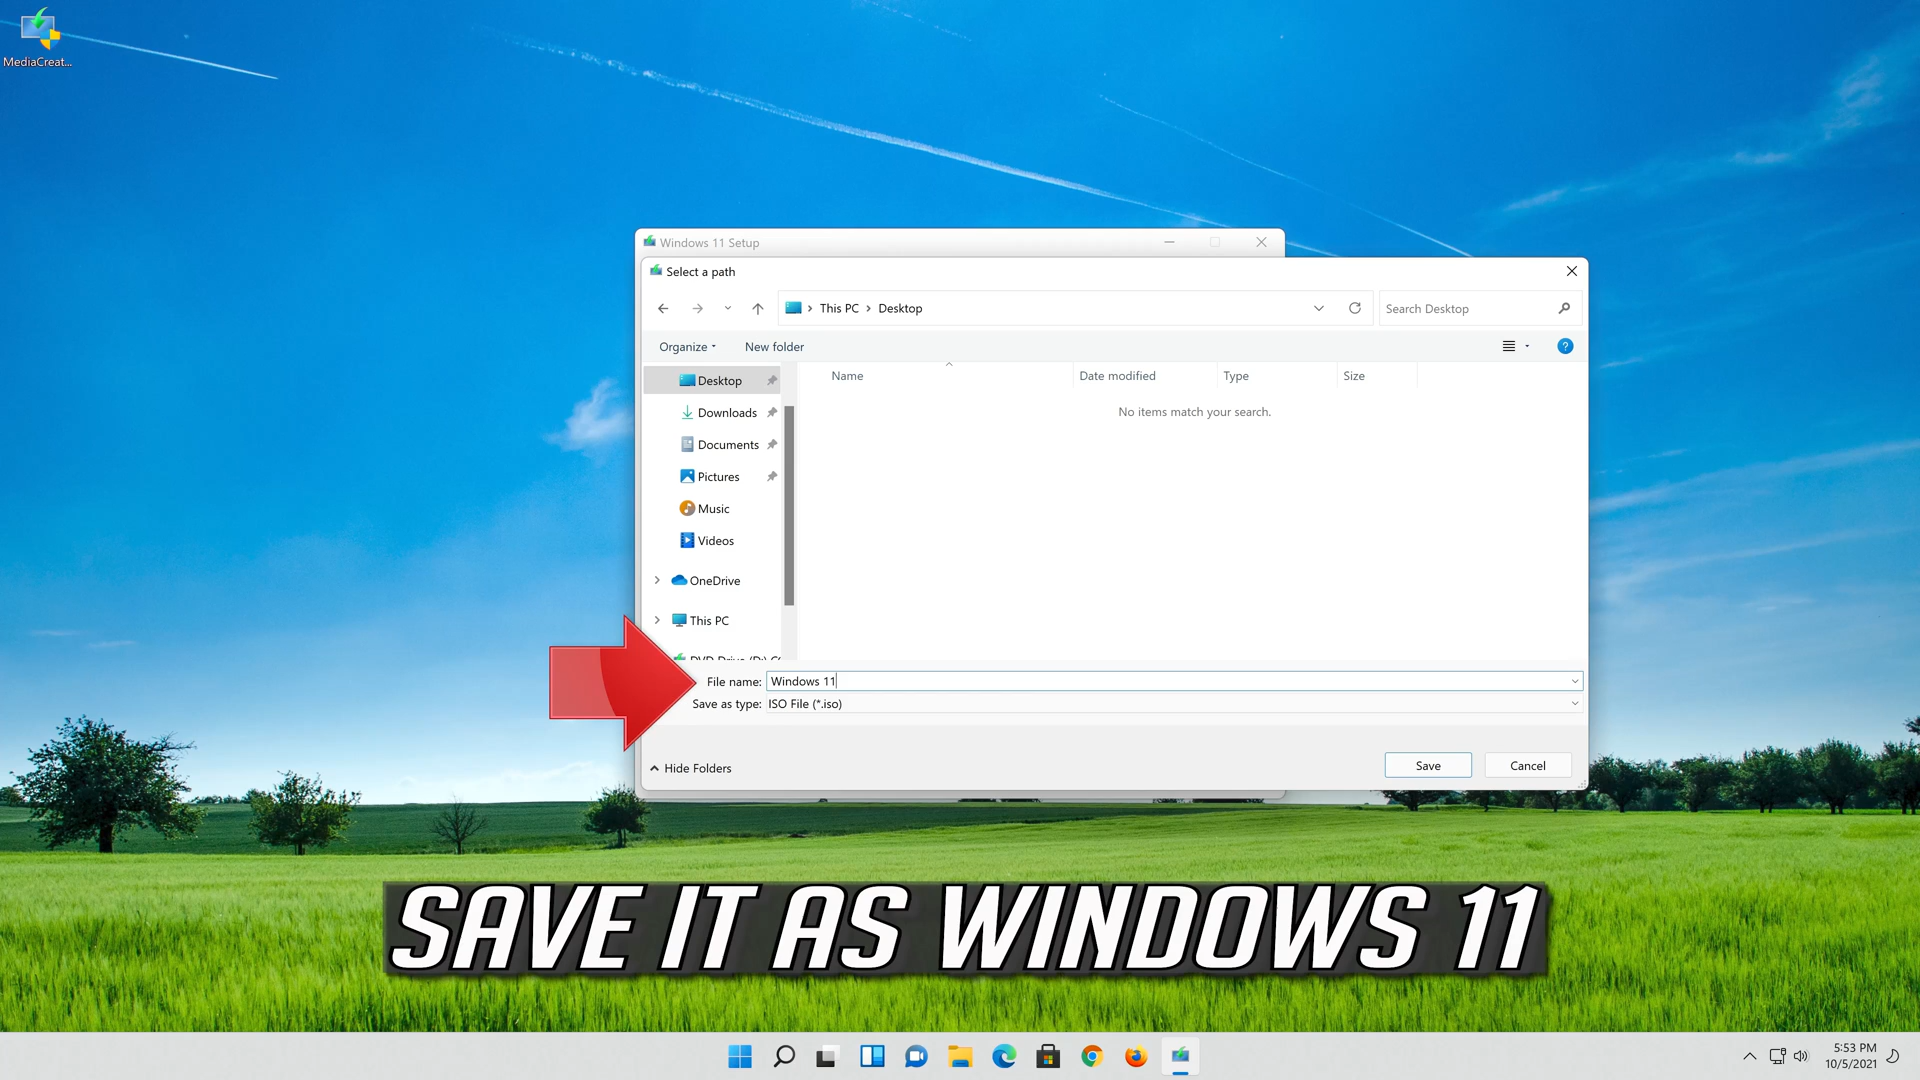 MediaCreat...
Windows 11 Setup
Select a path
This PC
Desktop
Search Desktop
Organize
New folder
Name
Date modified
Type
Size
No items match your search.
Desktop
Downloads
Documents
Pictures
Music
Videos
OneDrive
This PC
DVD Drive (D:)
File name: Windows 11
Save as type: ISO File (*.iso)
Hide Folders
Save
Cancel
SAVE IT AS WINDOWS 11
5:53 PM
10/5/2021